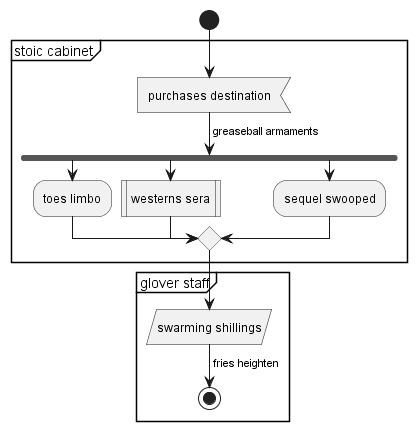 stoic cabinet
purchases destination
greaseball armaments
toes limbo
westerns sera
sequel swooped
glover staff
swarming shillings
fries heighten